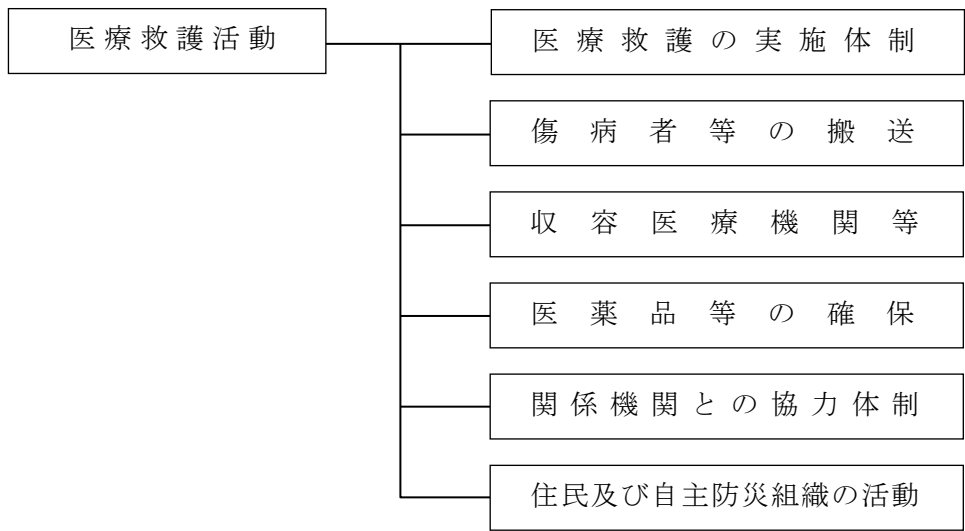 医療救護活動
医療救護の実施体制
傷病者等の搬送
収容医療機関等
医薬品等の確保
関係機関との協力体制
住民及び自主防災組織の活動